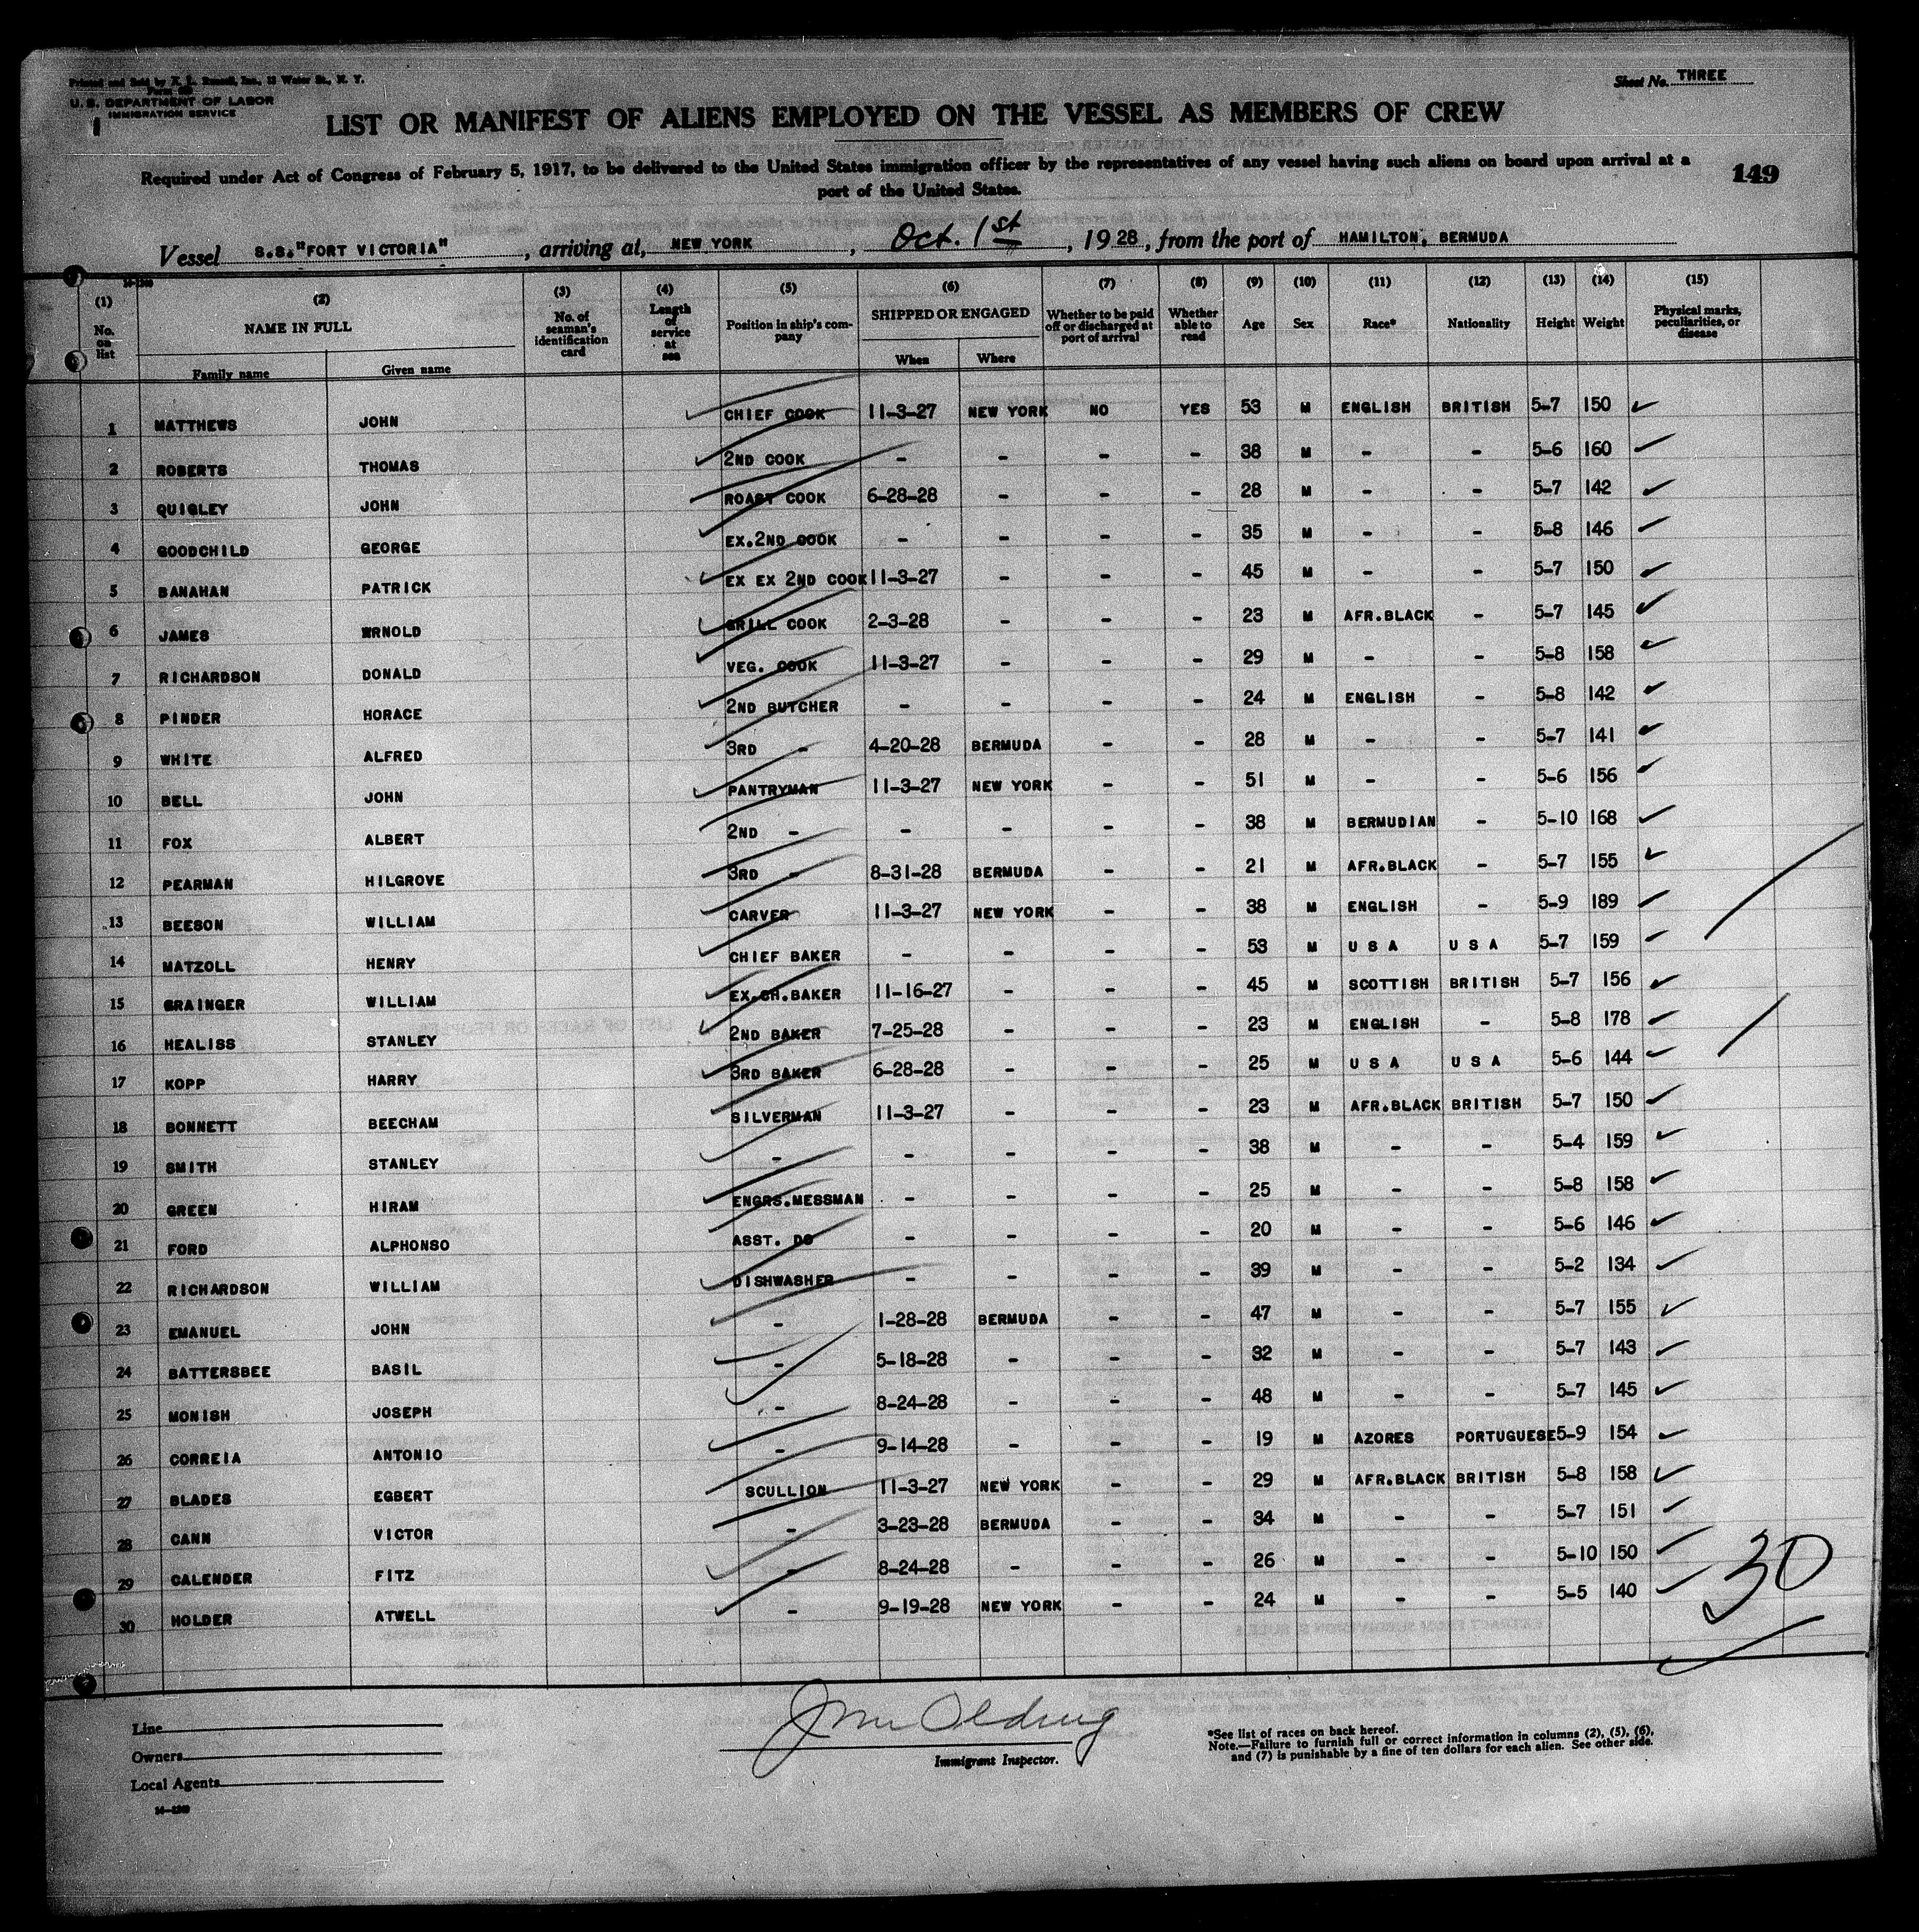 Printed and Sold by X. L. Russell, Inc., 13 Water St., N. Y.
U. S. DEPARTMENT OF LABOR
IMMIGRATION SERVICE
Sheet No. THREE
LIST OR MANIFEST OF ALIENS EMPLOYED ON THE VESSEL AS MEMBERS OF CREW
149
Required under Act of Congress of February 5, 1917, to be delivered to the United States immigration officer by the representatives of any vessel having such aliens on board upon arrival at a
port of the United States.
Vessel S.S."FORT VICTORIA", arriving at, NEW YORK, Oct. 1st, 1928, from the port of HAMILTON, BERMUDA
(1) No. on list (2) NAME IN FULL Family name Given name (3) No. of seaman's identification card (4) Length of service at sea (5) Position in ship's company (6) SHIPPED OR ENGAGED When Where (7) Whether to be paid off or discharged at port of arrival (8) Whether able to read (9) Age (10) Sex (11) Race* (12) Nationality (13) Height (14) Weight (15) Physical marks, peculiarities, or disease
1 MATTHEWS JOHN CHIEF COOK 11-3-27 NEW YORK NO YES 53 M ENGLISH BRITISH 5-7 150
2 ROBERTS THOMAS 2ND COOK - - - - 38 M - - 5-6 160
3 QUIGLEY JOHN ROAST COOK 6-28-28 - - - 28 M - - 5-7 142
4 GOODCHILD GEORGE EX.2ND COOK - - - - 35 M - - 5-8 146
5 BANAHAN PATRICK EX EX 2ND COOK 11-3-27 - - - 45 M - - 5-7 150
6 JAMES ERNOLD GRILL COOK 2-3-28 - - - 23 M AFR.BLACK - 5-7 145
7 RICHARDSON DONALD VEG. COOK 11-3-27 - - - 29 M - - 5-8 158
8 PINDER HORACE 2ND BUTCHER - - - - 24 M ENGLISH - 5-8 142
9 WHITE ALFRED 3RD - 4-20-28 BERMUDA - - 28 M - - 5-7 141
10 BELL JOHN PANTRYMAN 11-3-27 NEW YORK - - 51 M - - 5-6 156
11 FOX ALBERT 2ND - - - - - 38 M BERMUDIAN - 5-10 168
12 PEARMAN HILGROVE 3RD - 8-31-28 BERMUDA - - 21 M AFR.BLACK - 5-7 155
13 BEESON WILLIAM CARVER 11-3-27 NEW YORK - - 38 M ENGLISH - 5-9 189
14 MATZOLL HENRY CHIEF BAKER - - - - 53 M U S A U S A 5-7 159
15 GRAINGER WILLIAM EX.CH.BAKER 11-16-27 - - - 45 M SCOTTISH BRITISH 5-7 156
16 HEALISS STANLEY 2ND BAKER 7-25-28 - - - 23 M ENGLISH - 5-8 178
17 KOPP HARRY 3RD BAKER 6-28-28 - - - 25 M U S A U S A 5-6 144
18 BONNETT BEECHAM SILVERMAN 11-3-27 - - - 23 M AFR.BLACK BRITISH 5-7 150
19 SMITH STANLEY - - - - - 38 M - - 5-4 159
20 GREEN HIRAM ENGRS.MESSMAN - - - - 25 M - - 5-8 158
21 FORD ALPHONSO ASST. DO - - - - 20 M - - 5-6 146
22 RICHARDSON WILLIAM DISHWASHER - - - - 39 M - - 5-2 134
23 EMANUEL JOHN - 1-28-28 BERMUDA - - 47 M - - 5-7 155
24 BATTERSBEE BASIL - 5-18-28 - - - 32 M - - 5-7 143
25 MONISH JOSEPH - 8-24-28 - - - 48 M - - 5-7 145
26 CORREIA ANTONIO - 9-14-28 - - - 19 M AZORES PORTUGUESE 5-9 154
27 BLADES EGBERT SCULLION 11-3-27 NEW YORK - - 29 M AFR.BLACK BRITISH 5-8 158
28 CANN VICTOR - 3-23-28 BERMUDA - - 34 M - - 5-7 151
29 CALENDER FITZ - 8-24-28 - - - 26 M - - 5-10 150
30 HOLDER ATWELL - 9-19-28 NEW YORK - - 24 M - - 5-5 140
30
Line
Owners
Local Agents
Immigrant Inspector.
*See list of races on back hereof.
Note.—Failure to furnish full or correct information in columns (2), (5), (6),
and (7) is punishable by a fine of ten dollars for each alien. See other side.